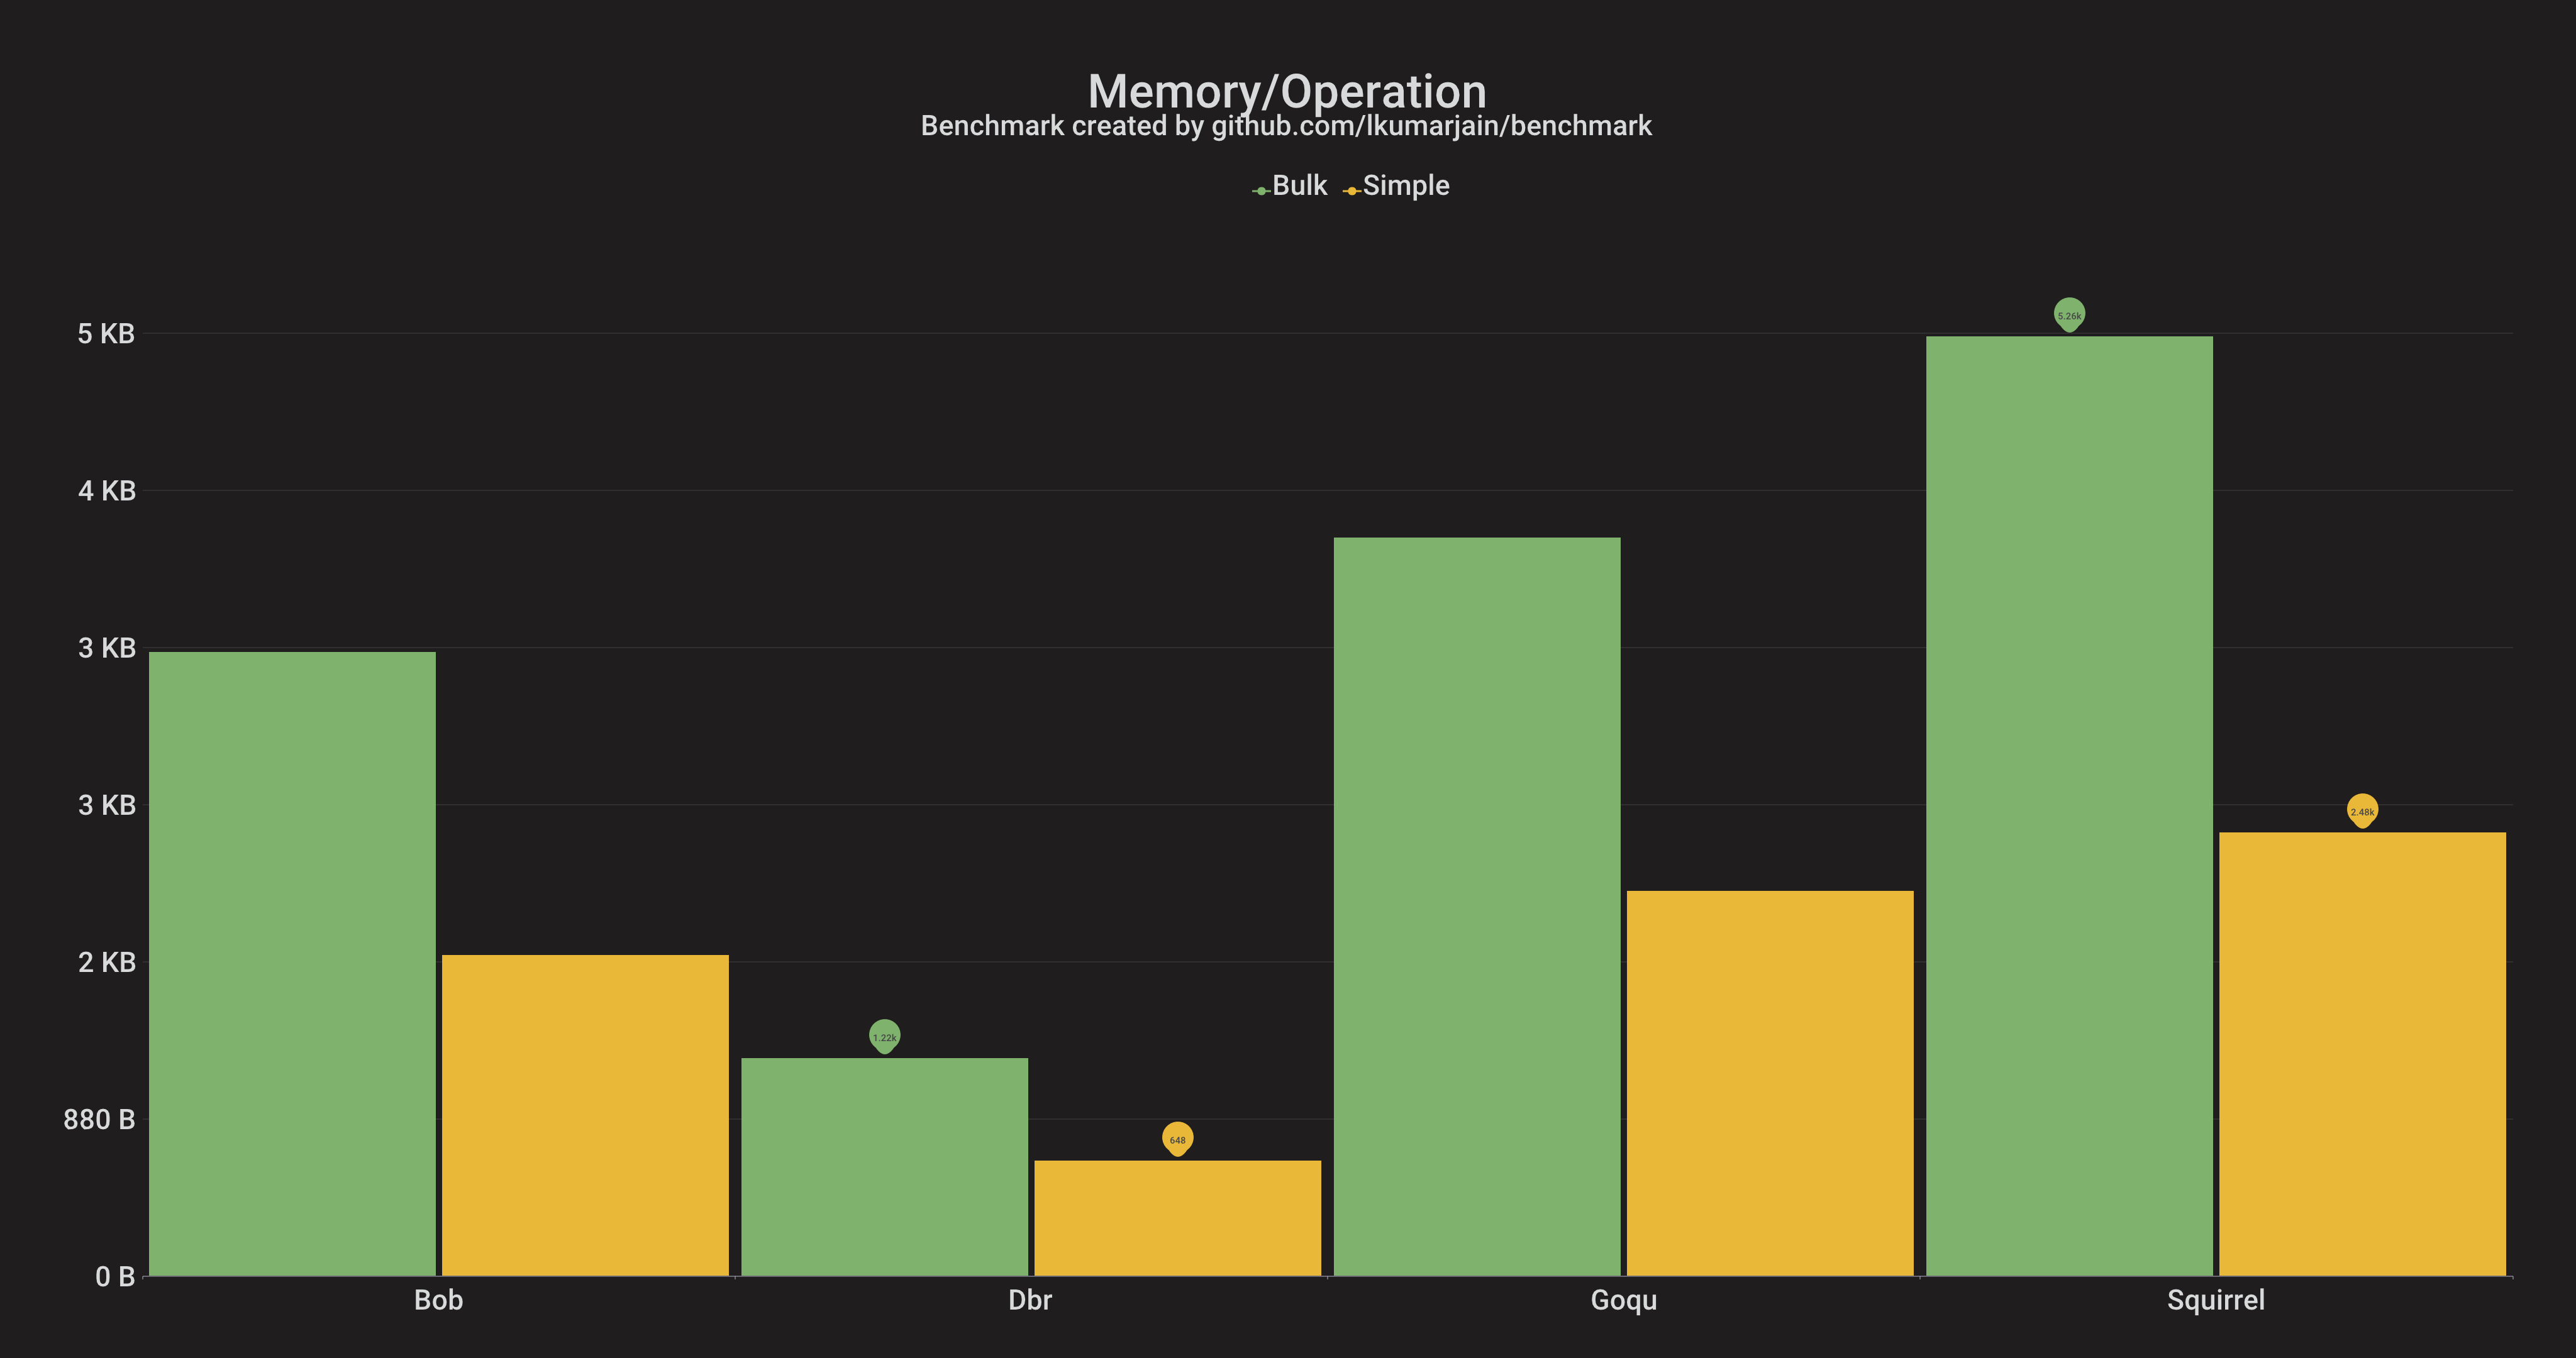 Memory/Operation
Benchmark created by github.com/lkumarjain/benchmark
Bulk Simple
5 KB
4 KB
3 KB
3 KB
2 KB
880 B
0 B
5.26k
2.48k
1.22k
648
Bob Dbr Goqu Squirrel